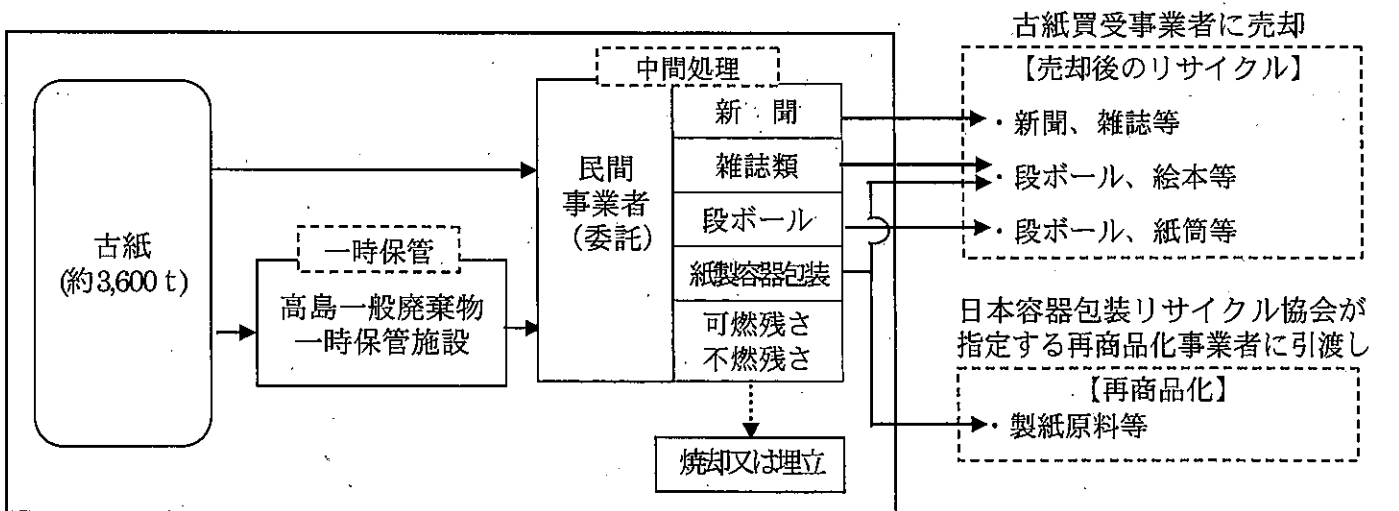 古紙買受事業者に売却
【売却後のリサイクル】
・新聞、雑誌等
・段ボール、絵本等
・段ボール、紙筒等
中間処理
民間
事業者
(委託)
新聞
雑誌類
段ボール
紙製容器包装
可燃残さ
不燃残さ
古紙
(約3,600t)
一時保管
高島一般廃棄物
一時保管施設
日本容器包装リサイクル協会が
指定する再商品化事業者に引渡し
【再商品化】
・製紙原料等
焼却又は埋立